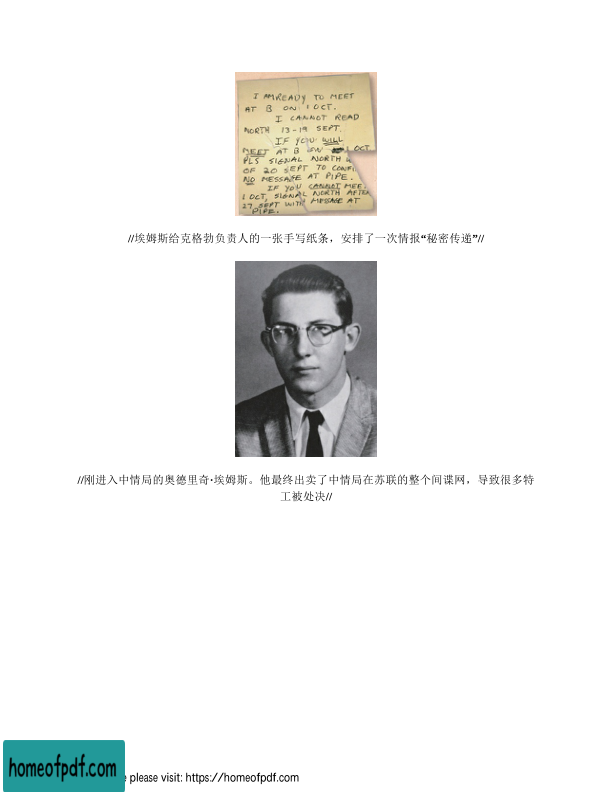 I AM READY TO MEET
AT B ON 1 OCT.
I CANNOT READ
NORTH 13-19 SEPT.
IF YOU WILL
MEET AT B ON 1 OCT
PLS SIGNAL NORTH
OF 20 SEPT TO CONFI
NO MESSAGE AT PIPE.
IF YOU CANNOT MEE
1 OCT, SIGNAL NORTH AFTER
27 SEPT WITH MESSAGE AT
PIPE.
//埃姆斯给克格勃负责人的一张手写纸条，安排了一次情报“秘密传递”//
//刚进入中情局的奥德里奇·埃姆斯。他最终出卖了中情局在苏联的整个间谍网，导致很多特
工被处决//
homeofpdf.com
e please visit: https://homeofpdf.com